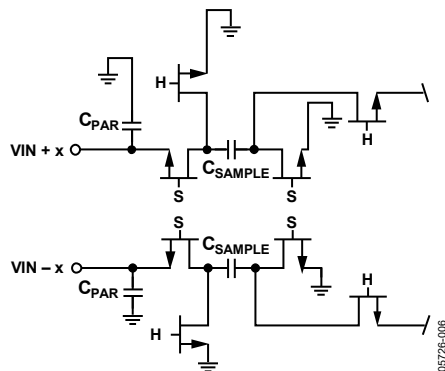 H
C_PAR
VIN + x
C_SAMPLE
H
S
S
S
S
C_SAMPLE
VIN – x
C_PAR
H
H
05726-006